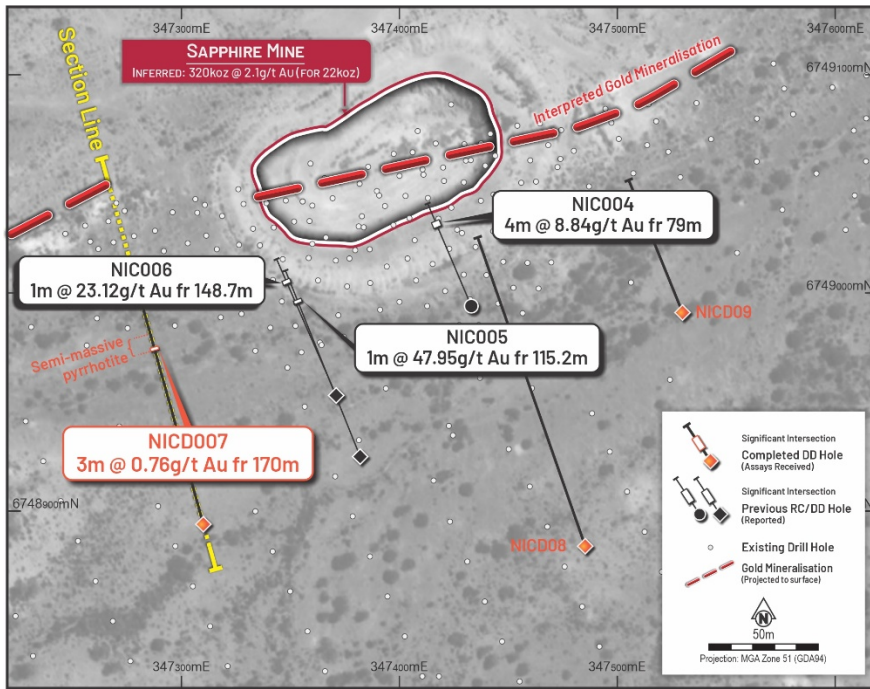 347300mE
347400mE
347500mE
347600mE
SAPPHIRE MINE
INFERRED: 320koz @ 2.1g/t Au (FOR 22koz)
Section Line
Interpreted Gold Mineralisation
6749100mN
NIC004
4m @ 8.84g/t Au fr 79m
NIC006
1m @ 23.12g/t Au fr 148.7m
6749000mN
NICD09
NIC005
1m @ 47.95g/t Au fr 115.2m
Semi-massive
pyrrhotite
NICD007
3m @ 0.76g/t Au fr 170m
6748900mN
NICD08
Significant Intersection
Completed DD Hole
(Assays Received)
Significant Intersection
Previous RC/DD Hole
(Reported)
Existing Drill Hole
Gold Mineralisation
(Projected to surface)
N
50m
Projection: MGA Zone 51 (GDA94)
347300mE
347400mE
347500mE